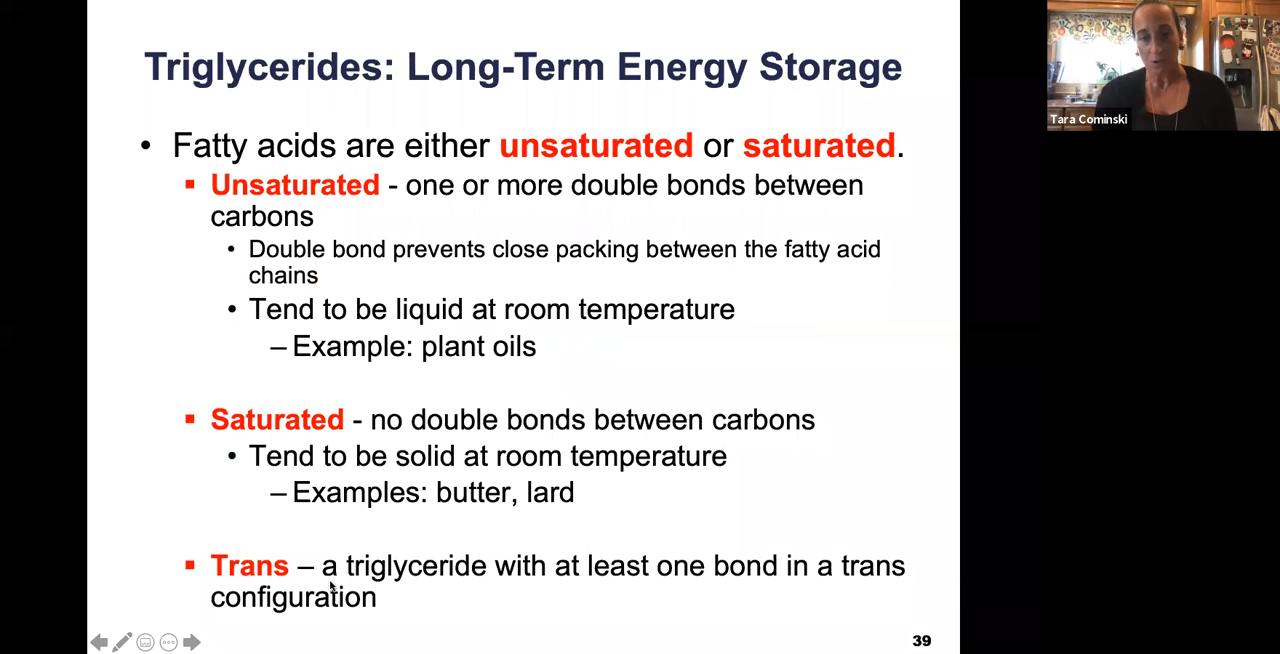 Triglycerides: Long-Term Energy Storage
• Fatty acids are either unsaturated or saturated.
▪ Unsaturated - one or more double bonds between
carbons
• Double bond prevents close packing between the fatty acid
chains
• Tend to be liquid at room temperature
– Example: plant oils
▪ Saturated - no double bonds between carbons
• Tend to be solid at room temperature
– Examples: butter, lard
▪ Trans – a triglyceride with at least one bond in a trans
configuration
39
Tara Cominski